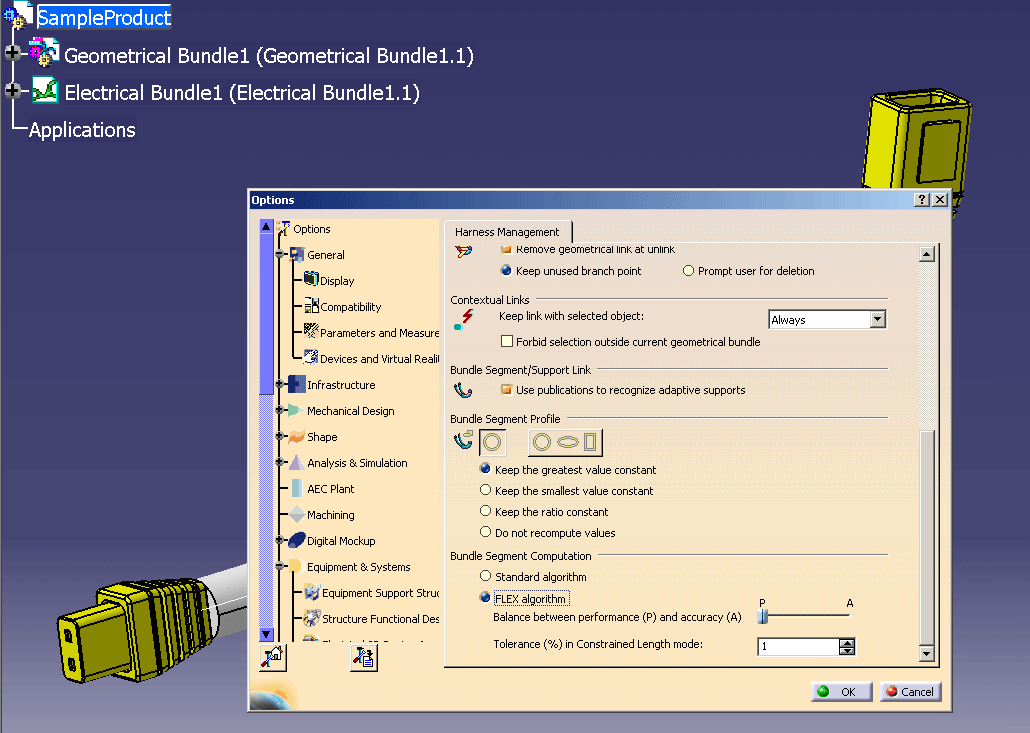 SampleProduct
Geometrical Bundle1 (Geometrical Bundle1.1)
Electrical Bundle1 (Electrical Bundle1.1)
Applications
Options
Options
General
Display
Compatibility
Parameters and Measure
Devices and Virtual Realit
Infrastructure
Mechanical Design
Shape
Analysis & Simulation
AEC Plant
Machining
Digital Mockup
Equipment & Systems
Equipment Support Struc
Structure Functional Des
Harness Management
Remove geometrical link at unlink
Keep unused branch point Prompt user for deletion
Contextual Links
Keep link with selected object: Always
Forbid selection outside current geometrical bundle
Bundle Segment/Support Link
Use publications to recognize adaptive supports
Bundle Segment Profile
Keep the greatest value constant
Keep the smallest value constant
Keep the ratio constant
Do not recompute values
Bundle Segment Computation
Standard algorithm
FLEX algorithm
P A
Balance between performance (P) and accuracy (A)
Tolerance (%) in Constrained Length mode: 1
OK Cancel